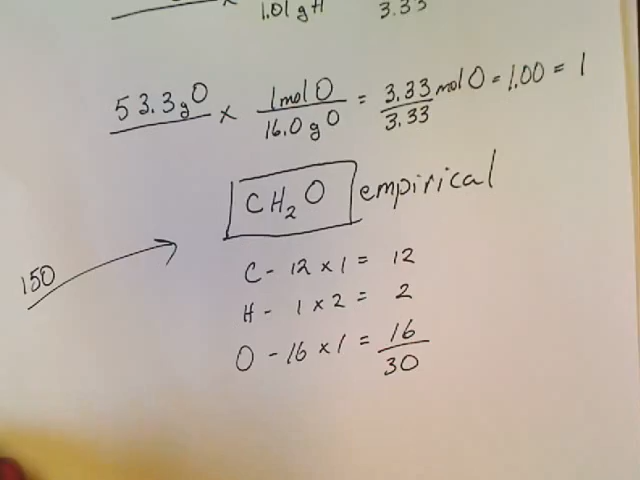 x 1.01 g H 3.33
53.3g O x 1 mol O / 16.0 g O = 3.33 / 3.33 mol O = 1.00 = 1
CH₂O empirical
150
C - 12 x 1 = 12
H - 1 x 2 = 2
O - 16 x 1 = 16
30